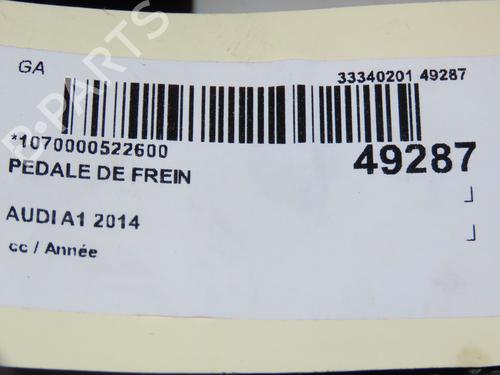 GA
33340201 49287
*1070000522600
49287
PEDALE DE FREIN
AUDI A1 2014
cc / Année
B-PARTS